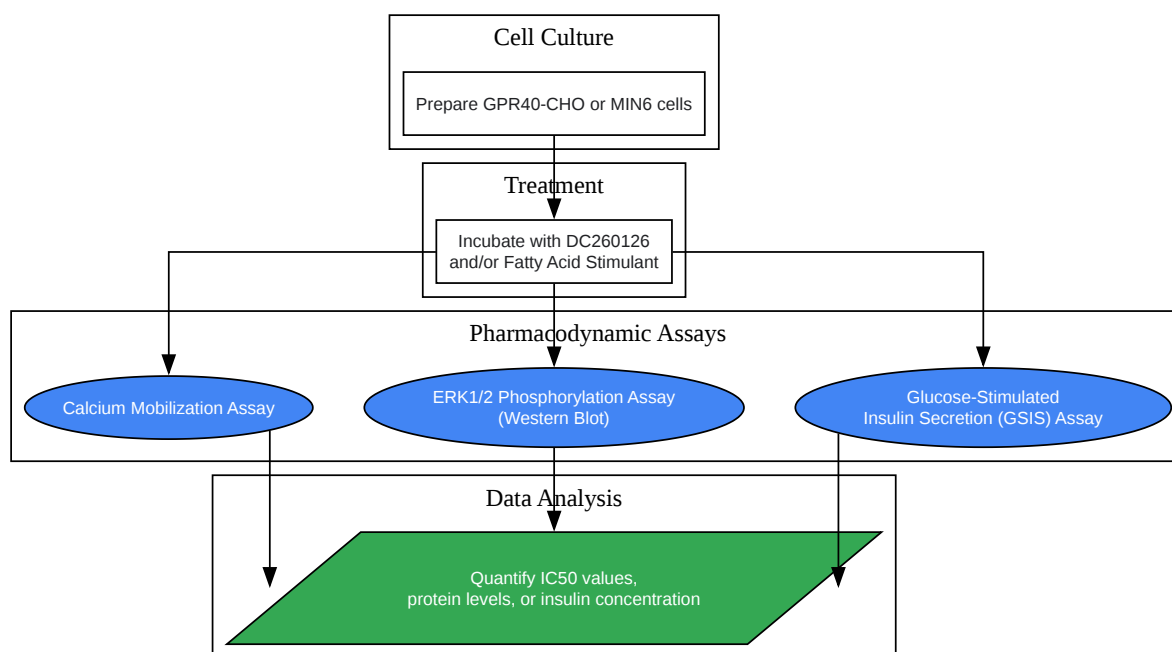 Cell Culture
Prepare GPR40-CHO or MIN6 cells
Treatment
Incubate with DC260126
and/or Fatty Acid Stimulant
Pharmacodynamic Assays
Calcium Mobilization Assay
ERK1/2 Phosphorylation Assay
(Western Blot)
Glucose-Stimulated
Insulin Secretion (GSIS) Assay
Data Analysis
Quantify IC50 values,
protein levels, or insulin concentration